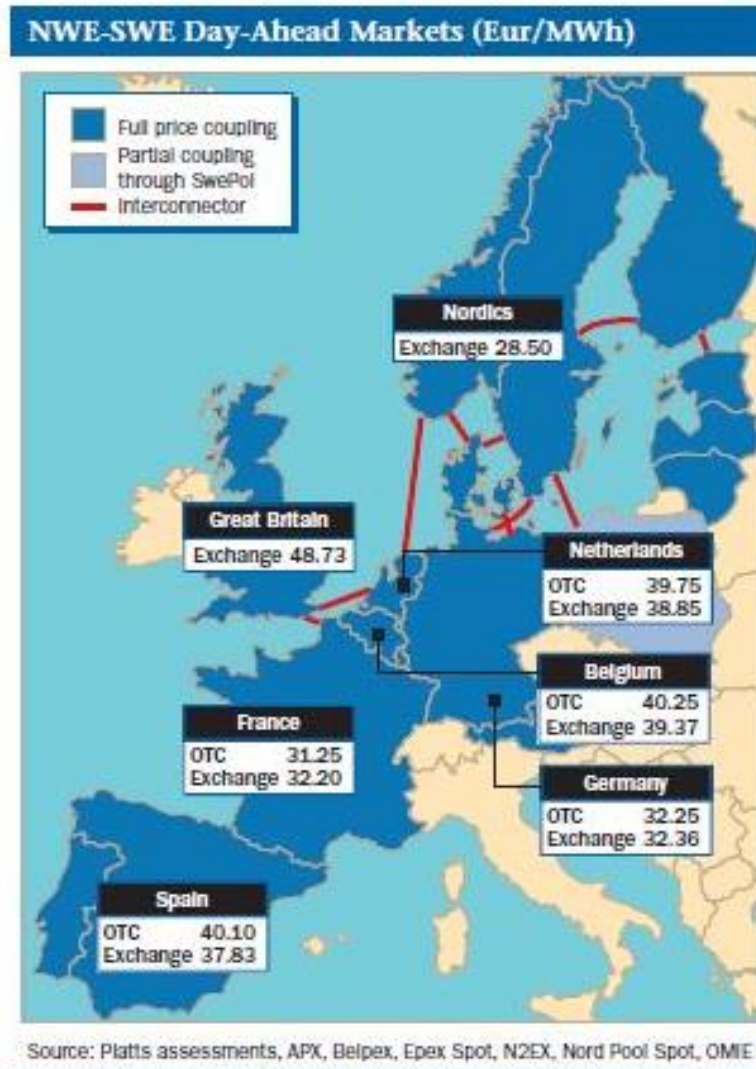 NWE-SWE Day-Ahead Markets (Eur/MWh)
Full price coupling
Partial coupling
through SwePol
Interconnector
Nordics
Exchange 28.50
Great Britain
Exchange 48.73
Netherlands
OTC 39.75
Exchange 38.85
Belgium
OTC 40.25
Exchange 39.37
France
OTC 31.25
Exchange 32.20
Germany
OTC 32.25
Exchange 32.36
Spain
OTC 40.10
Exchange 37.83
Source: Platts assessments, APX, Belpex, Epex Spot, N2EX, Nord Pool Spot, OMIE